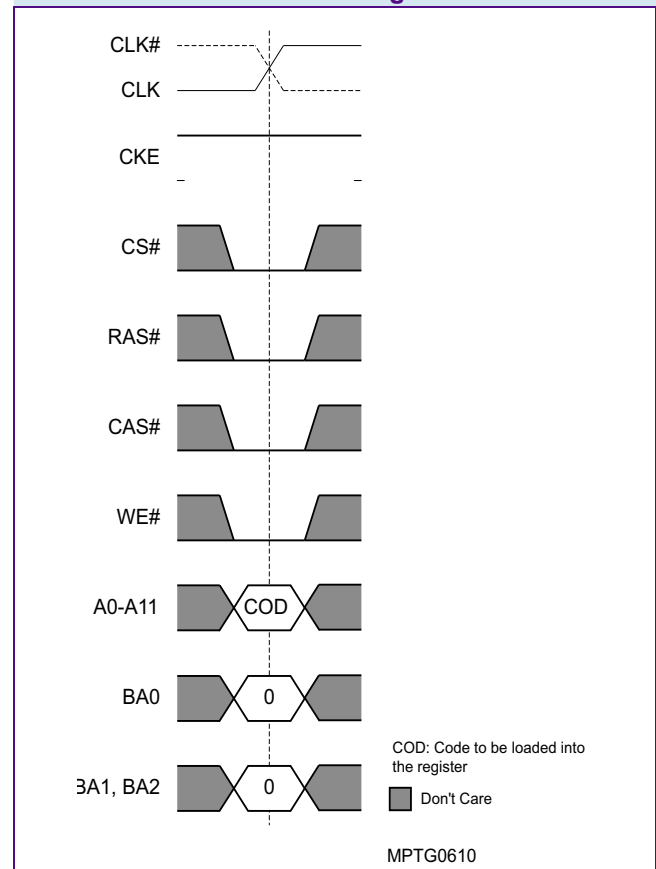 CLK#
CLK
CKE
CS#
RAS#
CAS#
WE#
A0-A11
COD
BA0
0
BA1, BA2
0
COD: Code to be loaded into
the register
Don't Care
MPTG0610